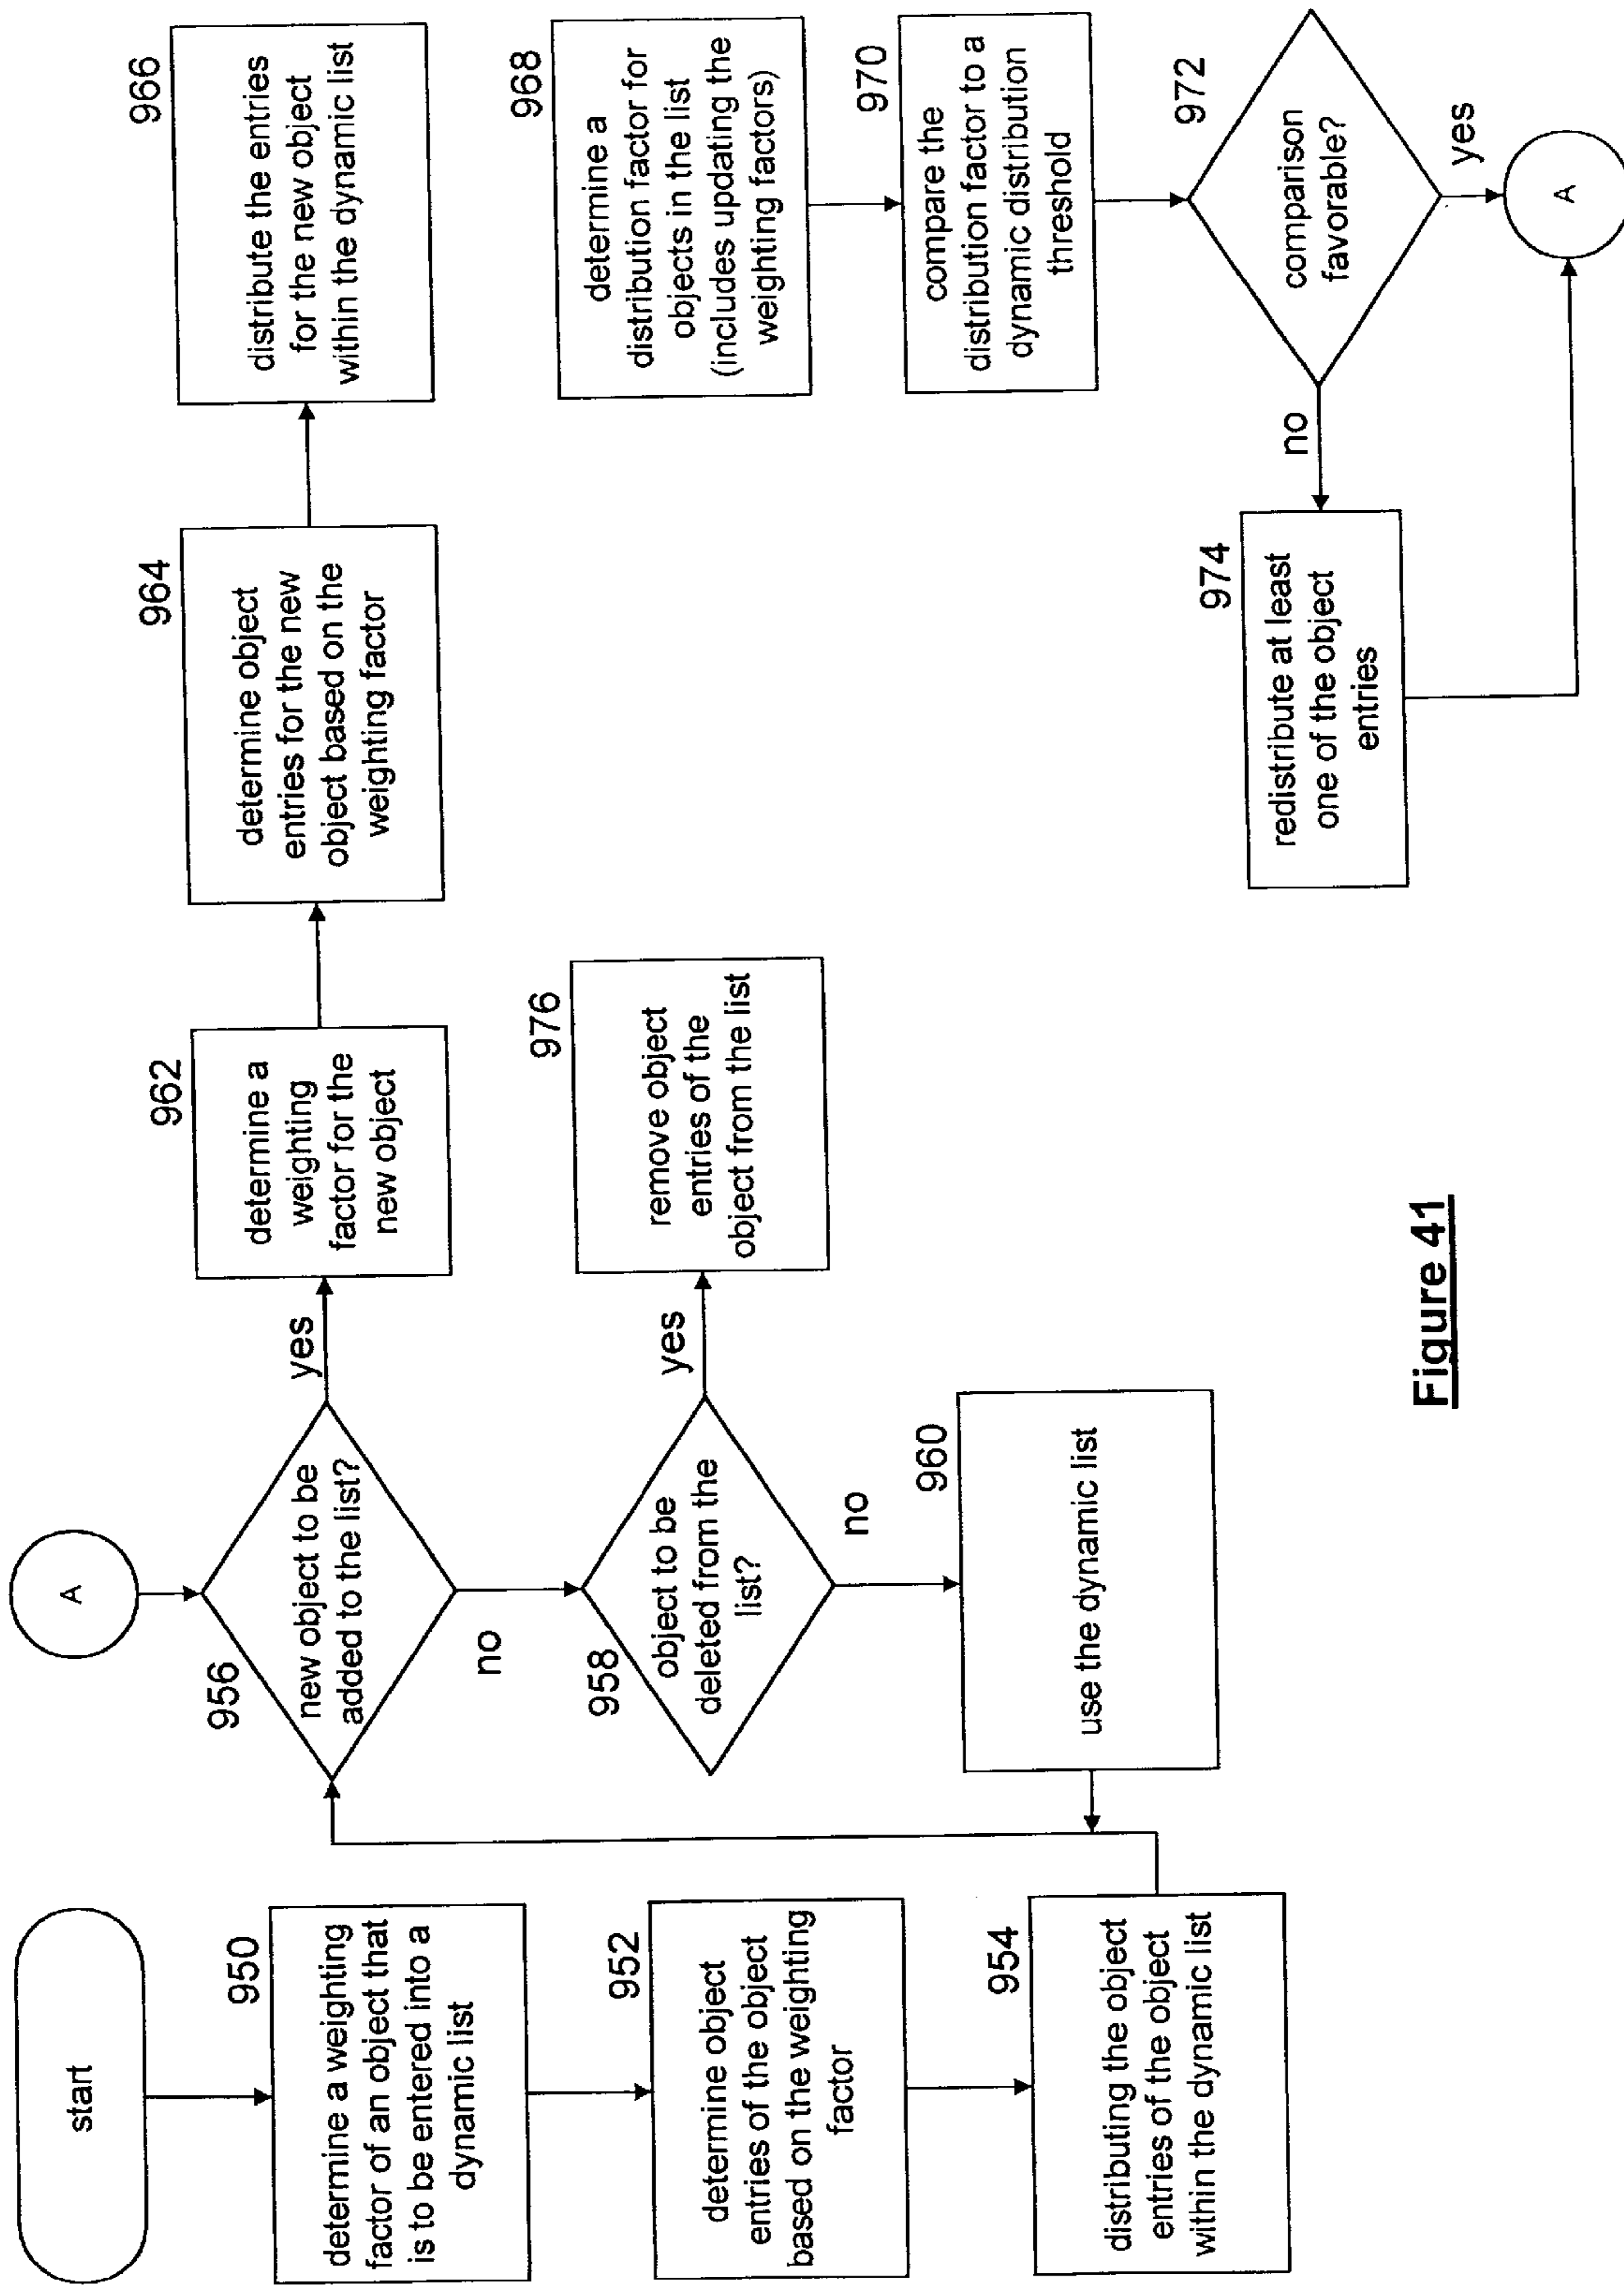 start
950
determine a weighting
factor of an object that
is to be entered into a
dynamic list
952
determine object
entries of the object
based on the weighting
factor
954
distributing the object
entries of the object
within the dynamic list
A
956
new object to be
added to the list?
yes
no
958
object to be
deleted from the
list?
yes
no
960
use the dynamic list
962
determine a
weighting
factor for the
new object
976
remove object
entries of the
object from the list
964
determine object
entries for the new
object based on the
weighting factor
966
distribute the entries
for the new object
within the dynamic list
968
determine a
distribution factor for
objects in the list
(includes updating the
weighting factors)
970
compare the
distribution factor to a
dynamic distribution
threshold
972
comparison
favorable?
no
yes
974
redistribute at least
one of the object
entries
A
Figure 41